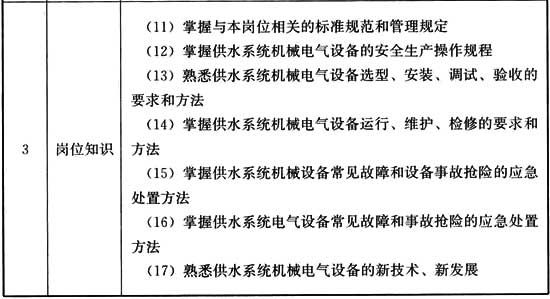 （11）掌握与本岗位相关的标准规范和管理规定
（12）掌握供水系统机械电气设备的安全生产操作规程
（13）熟悉供水系统机械电气设备选型、安装、调试、验收的
要求和方法
（14）掌握供水系统机械电气设备运行、维护、检修的要求和
3 岗位知识
方法
（15）掌握供水系统机械设备常见故障和设备事故抢险的应急
处置方法
（16）掌握供水系统电气设备常见故障和事故抢险的应急处置
方法
（17）熟悉供水系统机械电气设备的新技术、新发展